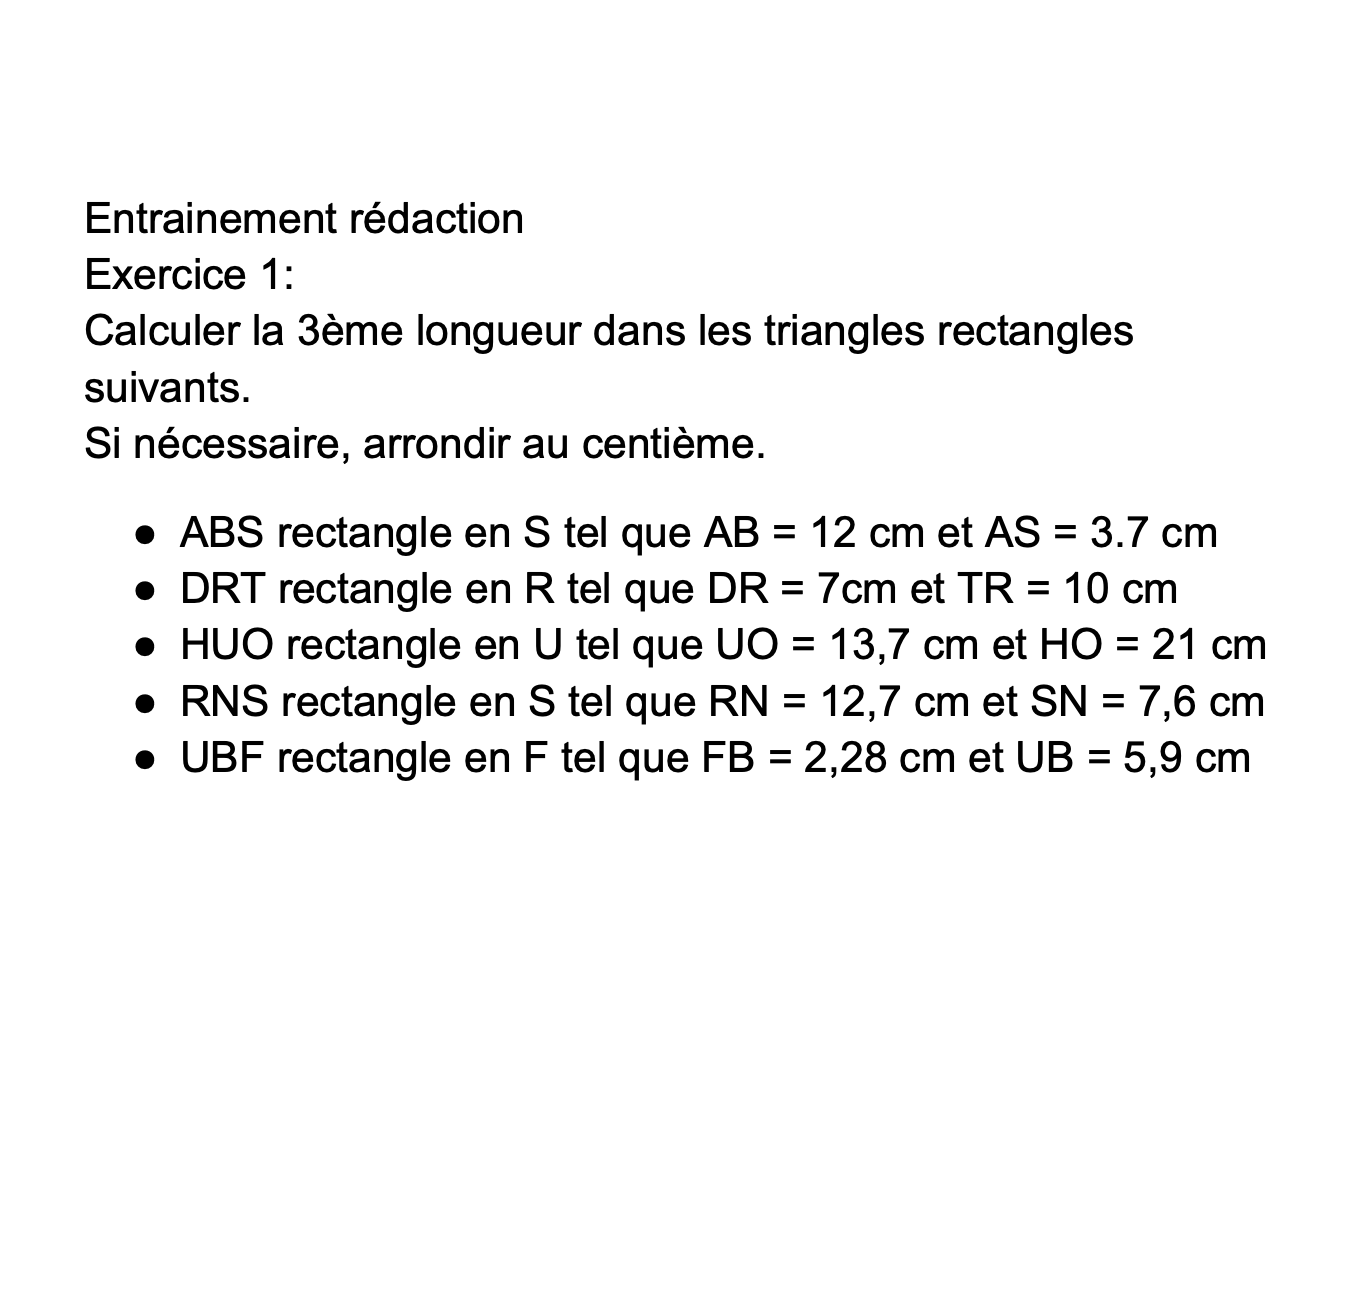 Entrainement rédaction
Exercice 1:
Calculer la 3ème longueur dans les triangles rectangles
suivants.
Si nécessaire, arrondir au centième.
● ABS rectangle en S tel que AB = 12 cm et AS = 3.7 cm
● DRT rectangle en R tel que DR = 7cm et TR = 10 cm
● HUO rectangle en U tel que UO = 13,7 cm et HO = 21 cm
● RNS rectangle en S tel que RN = 12,7 cm et SN = 7,6 cm
● UBF rectangle en F tel que FB = 2,28 cm et UB = 5,9 cm